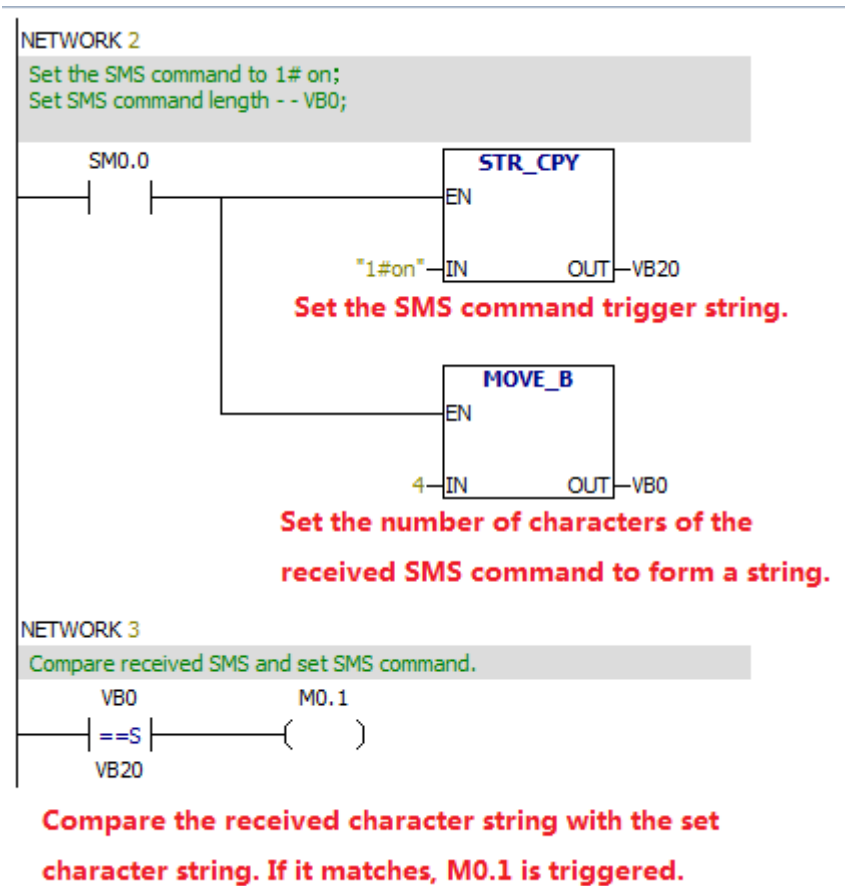 NETWORK 2
Set the SMS command to 1# on;
Set SMS command length - - VB0;
SM0.0
STR_CPY
EN
"1#on" IN OUT VB20
Set the SMS command trigger string.
MOVE_B
EN
4 IN OUT VB0
Set the number of characters of the
received SMS command to form a string.
NETWORK 3
Compare received SMS and set SMS command.
VB0 M0.1
==S
VB20
Compare the received character string with the set
character string. If it matches, M0.1 is triggered.